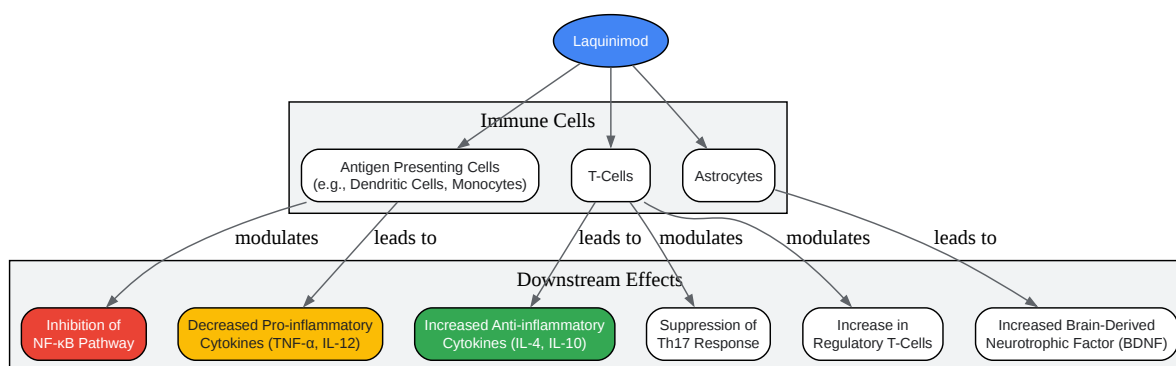 Laquinimod
Immune Cells
Antigen Presenting Cells
(e.g., Dendritic Cells, Monocytes)
T-Cells
Astrocytes
modulates
leads to
leads to
modulates
modulates
leads to
Downstream Effects
Inhibition of
NF-κB Pathway
Decreased Pro-inflammatory
Cytokines (TNF-α, IL-12)
Increased Anti-inflammatory
Cytokines (IL-4, IL-10)
Suppression of
Th17 Response
Increase in
Regulatory T-Cells
Increased Brain-Derived
Neurotrophic Factor (BDNF)